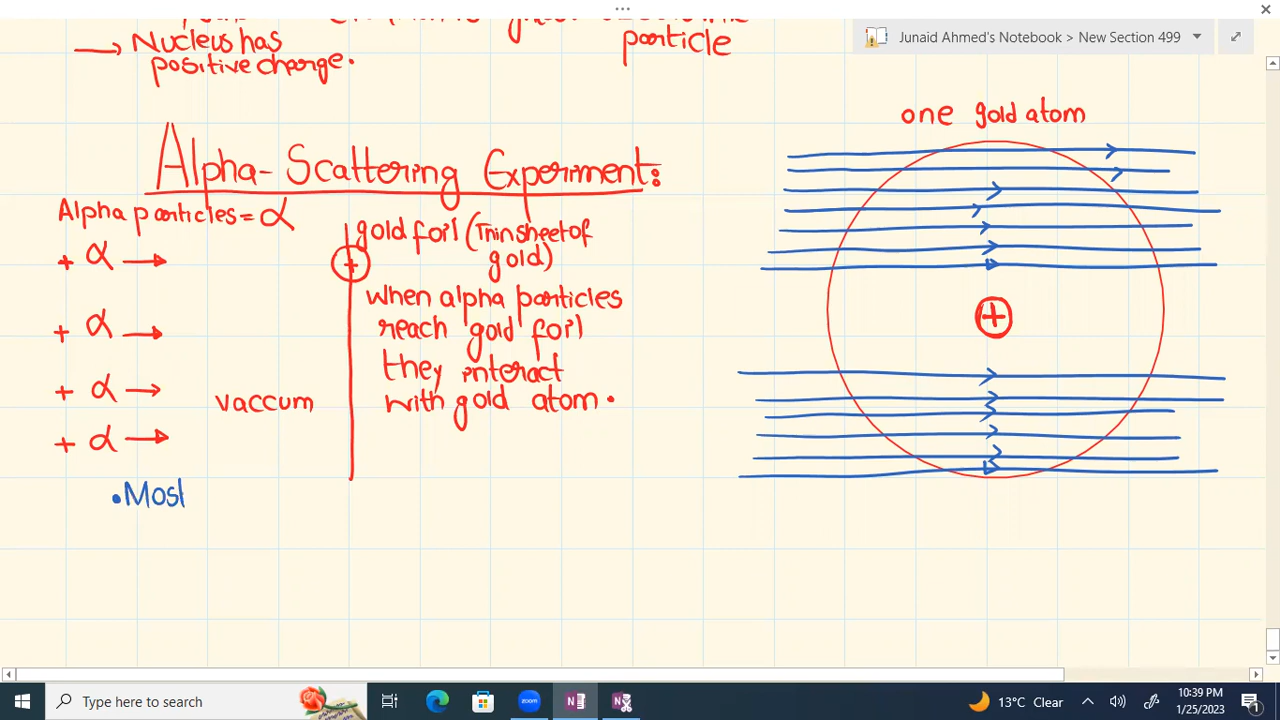 Junaid Ahmed's Notebook > New Section 499
→ Nucleus has
positive charge.
particle
Alpha-Scattering Experiment:
Alpha particles = α
+ α →
+ α →
+ α →
+ α →
vaccum
gold foil (Thin sheet of
gold)
+
when alpha particles
reach gold foil
they interact
with gold atom.
•Most
one gold atom
+
Type here to search
zoom
13°C Clear
10:39 PM
1/25/2023
1